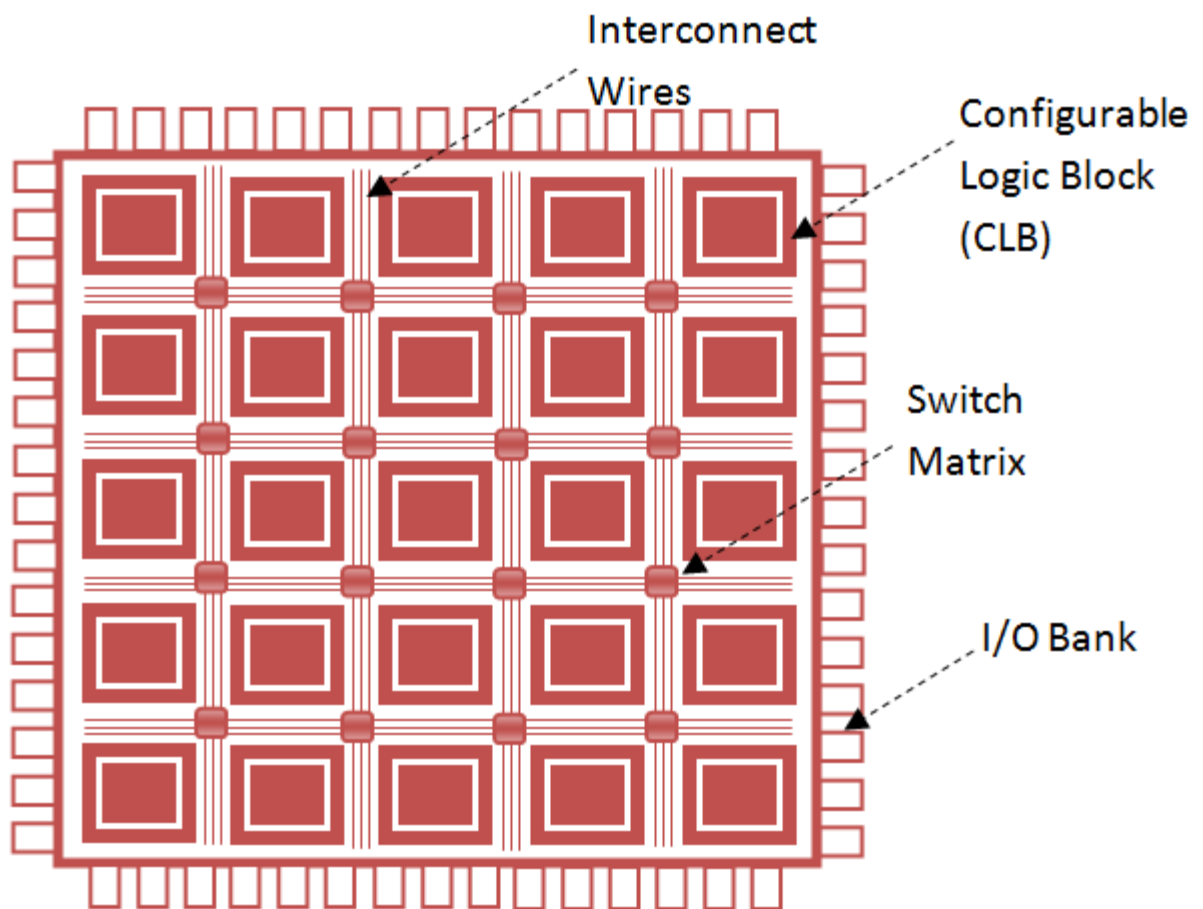 Interconnect
Wires
Configurable
Logic Block
(CLB)
Switch
Matrix
I/O Bank